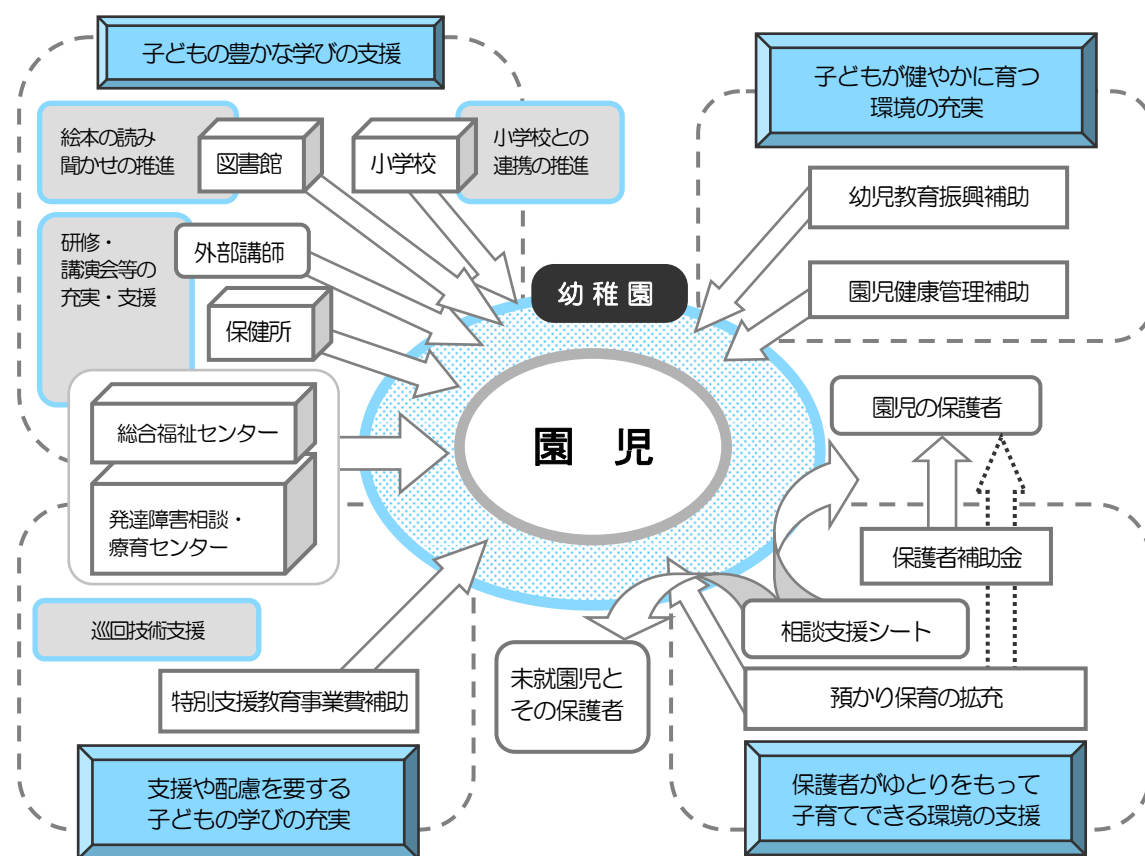 子どもの豊かな学びの支援
絵本の読み
聞かせの推進
図書館
小学校
小学校との
連携の推進
研修・
講演会等の
充実・支援
外部講師
保健所
総合福祉センター
発達障害相談・
療育センター
巡回技術支援
特別支援教育事業費補助
支援や配慮を要する
子どもの学びの充実
幼稚園
園児
子どもが健やかに育つ
環境の充実
幼児教育振興補助
園児健康管理補助
園児の保護者
保護者補助金
相談支援シート
未就園児と
その保護者
預かり保育の拡充
保護者がゆとりをもって
子育てできる環境の支援